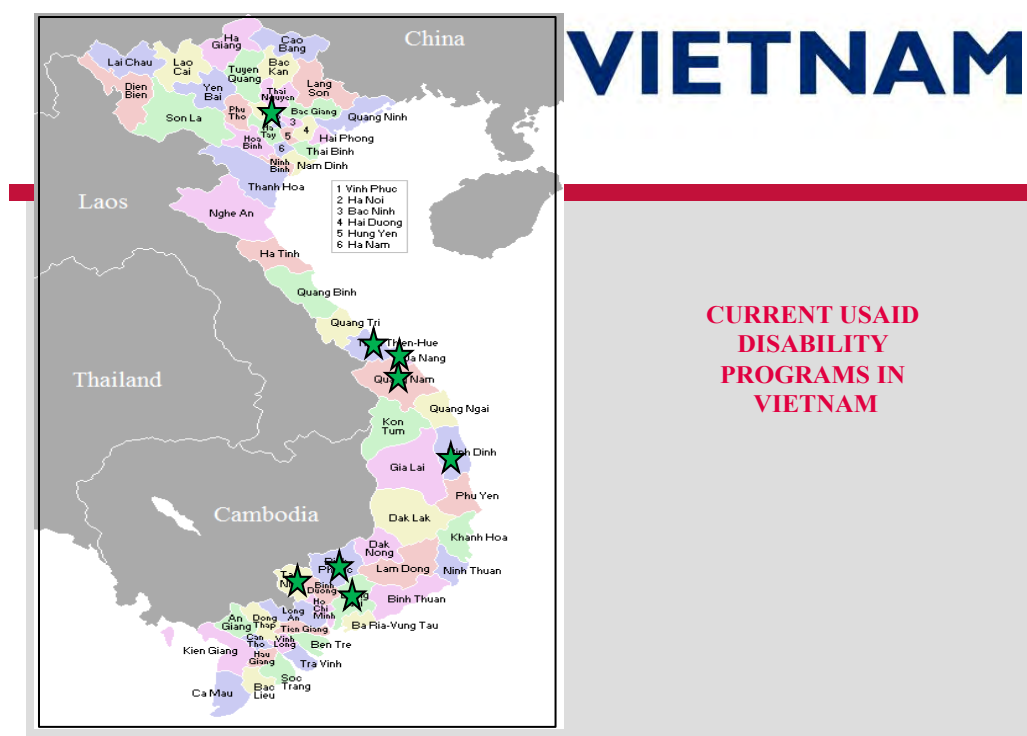 VIETNAM
CURRENT USAID
DISABILITY
PROGRAMS IN
VIETNAM
China
Laos
Thailand
Cambodia
Ha
Giang
Cao
Bang
Lai Chau
Lao
Cai
Tuyen
Quang
Bac
Kan
Dien
Bien
Yen
Bai
Thai
Nguyen
Lang
Son
Son La
Phu
Tho
Bac Giang
Quang Ninh
Tay
3
4
5
6
Hoa
Binh
Hai Phong
Thai Binh
Ninh
Binh
Nam Dinh
Thanh Hoa
1 Vinh Phuc
2 Ha Noi
3 Bac Ninh
4 Hai Duong
5 Hung Yen
6 Ha Nam
Nghe An
Ha Tinh
Quang Binh
Quang Tri
Thien-Hue
Nang
Nam
Quang Ngai
Kon
Tum
Dinh
Gia Lai
Phu Yen
Dak Lak
Khanh Hoa
Dak
Nong
Lam Dong
Ninh Thuan
Binh
Duong
Binh Thuan
Ho
Chi
Minh
Long
An
Ba Ria-Vung Tau
An
Giang
Dong
Thap
Tien Giang
Can
Tho
Vinh
Long
Ben Tre
Kien Giang
Hau
Giang
Tra Vinh
Soc
Trang
Ca Mau
Bac
Lieu